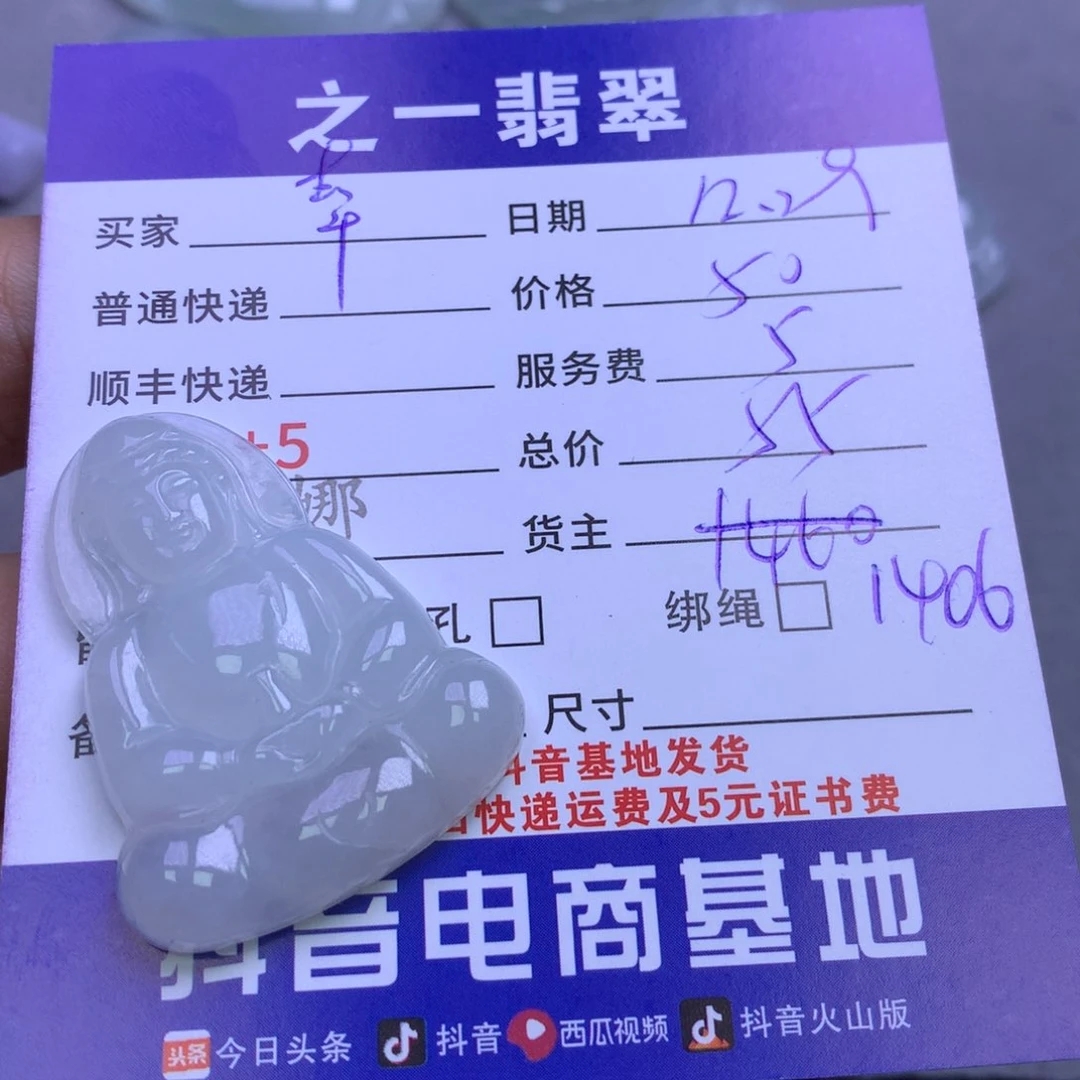 之一翡翠
买家 日期 12.29
普通快递 价格 50
顺丰快递 服务费 5
+5 总价 55
娜 货主 1460 1406
孔 绑绳
尺寸
抖音基地发货
快递运费及5元证书费
抖音电商基地
头条 今日头条 抖音 西瓜视频 抖音火山版